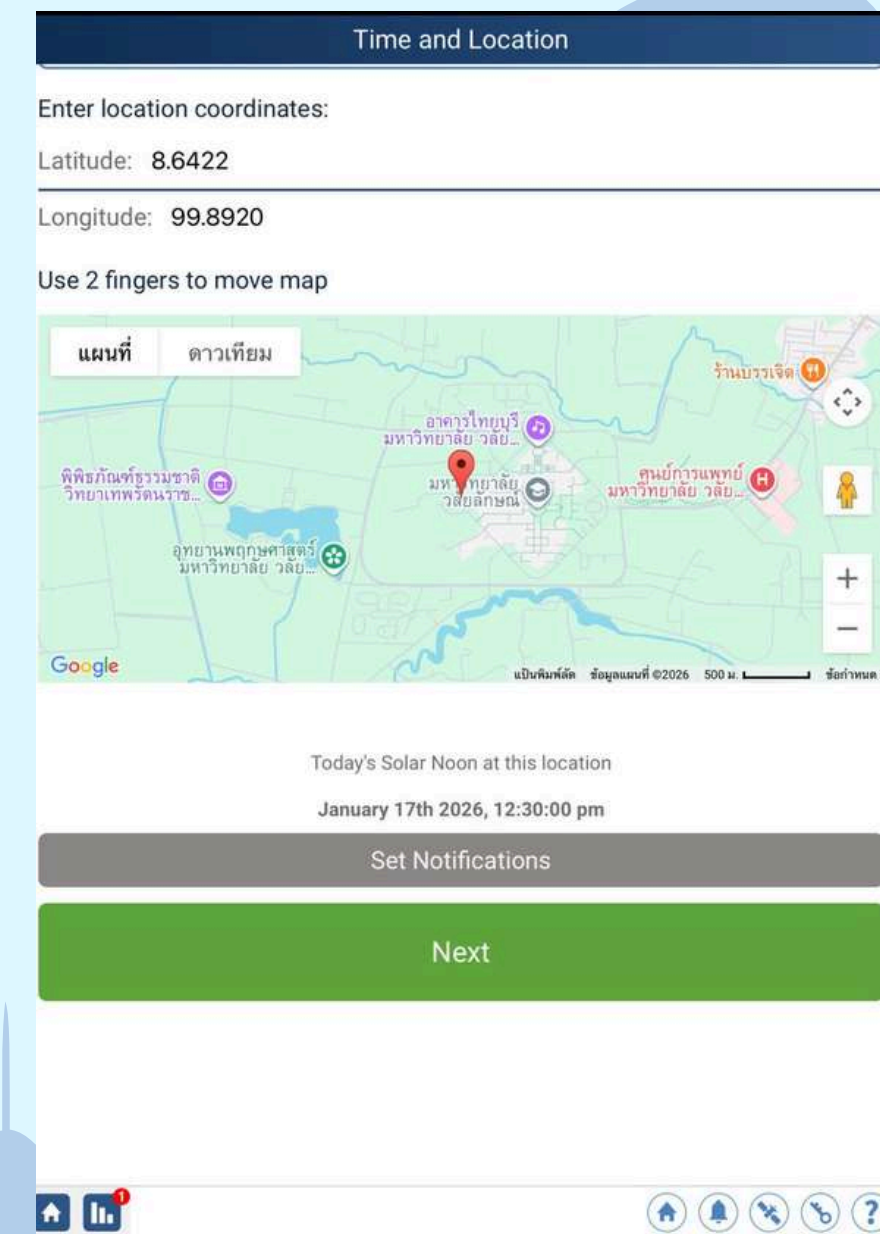 Time and Location
Enter location coordinates:
Latitude: 8.6422
Longitude: 99.8920
Use 2 fingers to move map
แผนที่
ดาวเทียม
ร้านบรรเจิด
อาคารไทยบุรี
มหาวิทยาลัย วลัย...
พิพิธภัณฑ์ธรรมชาติ
วิทยาเทพรัตนราช...
มหาวิทยาลัย
วลัยลักษณ์
ศูนย์การแพทย์
มหาวิทยาลัย วลัย...
H
อุทยานพฤกษศาสตร์
มหาวิทยาลัย วลัย...
Google
แป้นพิมพ์ลัด ข้อมูลแผนที่ ©2026 500 ม. ข้อกำหนด
Today's Solar Noon at this location
January 17th 2026, 12:30:00 pm
Set Notifications
Next
1
?